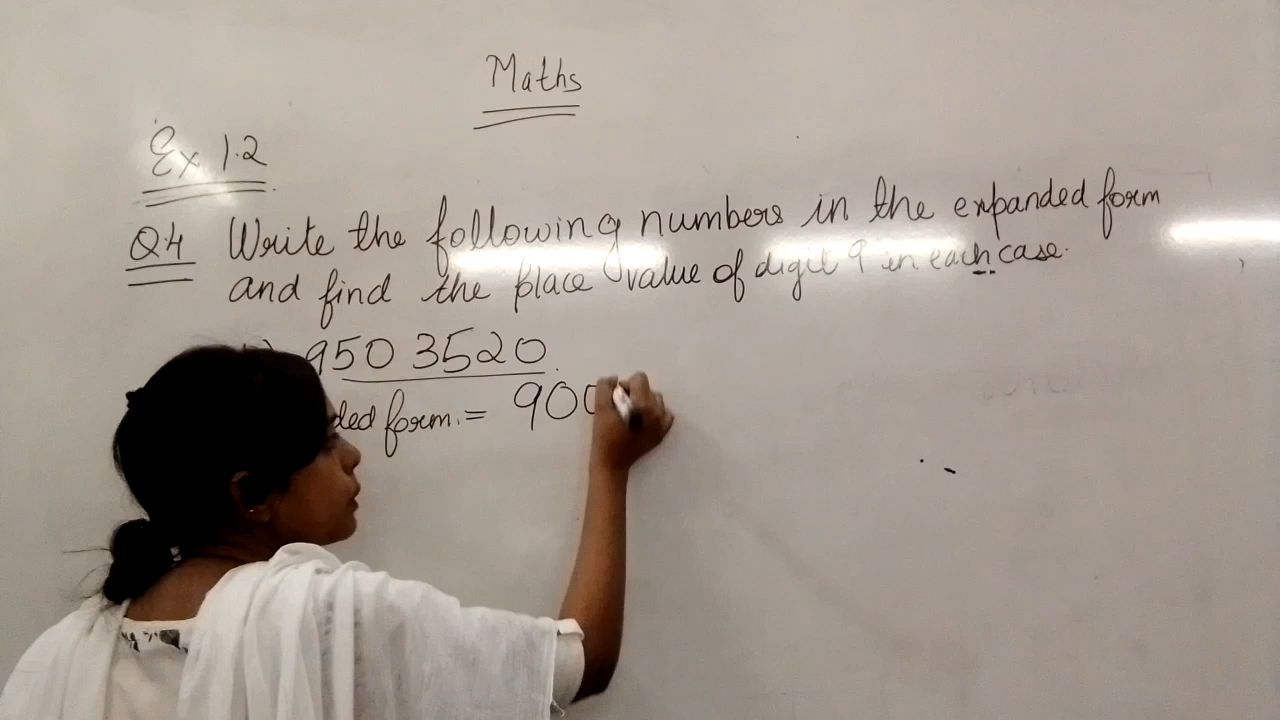 Maths
Ex 1.2
Q.4 Write the following numbers in the expanded form
and find the place value of digit 9 in each case.
9503520
ded form. = 900